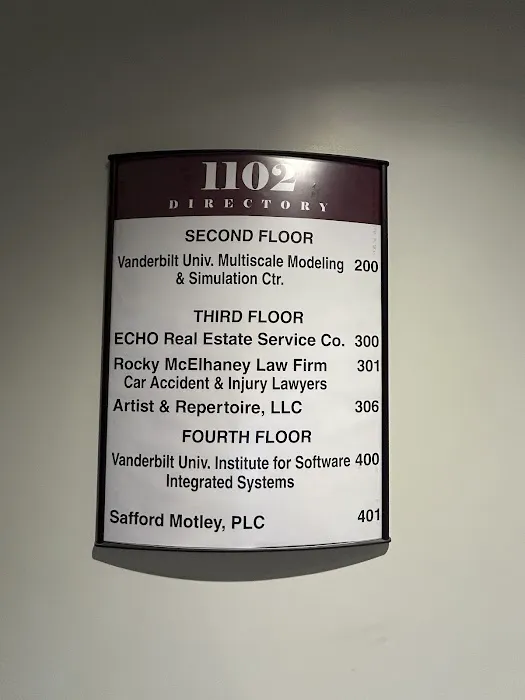 1102
DIRECTORY
SECOND FLOOR
Vanderbilt Univ. Multiscale Modeling 200
& Simulation Ctr.
THIRD FLOOR
ECHO Real Estate Service Co. 300
Rocky McElhaney Law Firm 301
Car Accident & Injury Lawyers
Artist & Repertoire, LLC 306
FOURTH FLOOR
Vanderbilt Univ. Institute for Software 400
Integrated Systems
Safford Motley, PLC 401